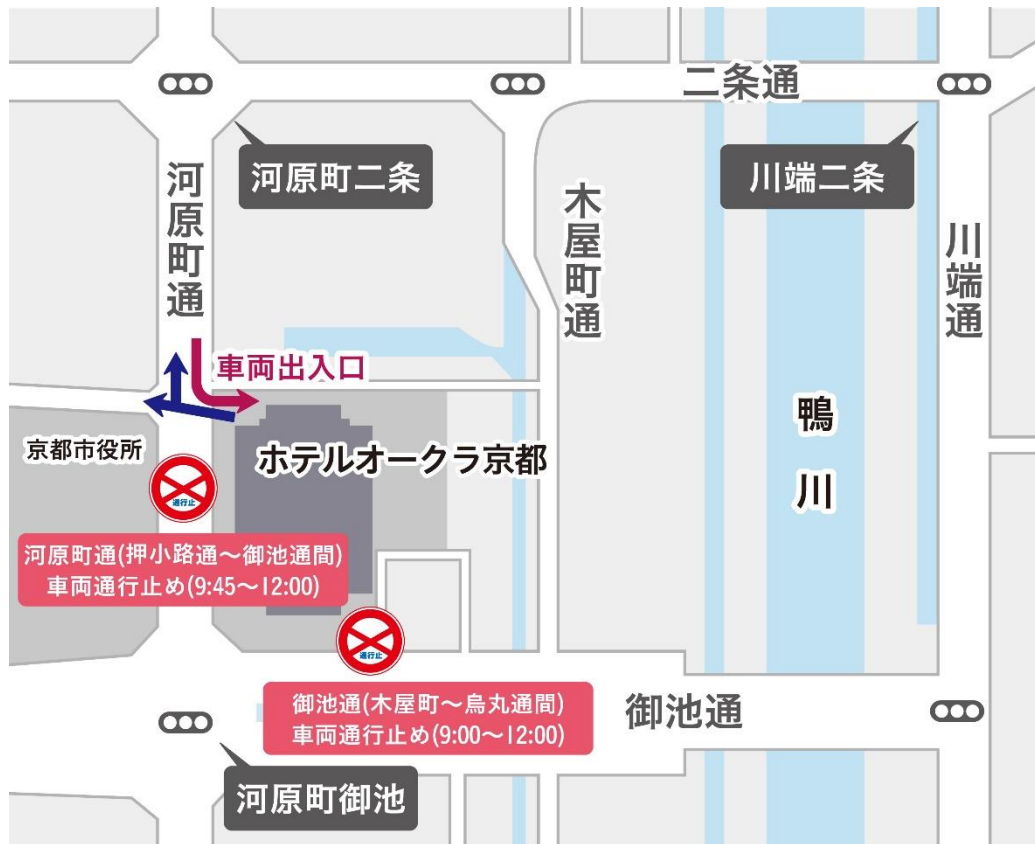 二条通
河原町二条
川端二条
河原町通
木屋町通
川端通
車両出入口
鴨川
京都市役所
ホテルオークラ京都
通行止
河原町通(押小路通～御池通間)
車両通行止め(9:45～12:00)
通行止
御池通(木屋町～烏丸通間)
車両通行止め(9:00～12:00)
御池通
河原町御池